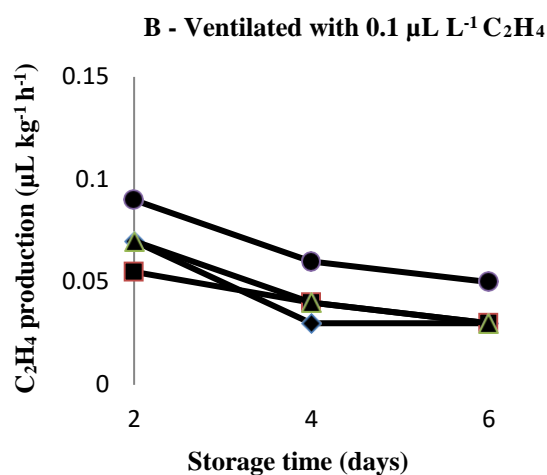 B - Ventilated with 0.1 µL L⁻¹ C₂H₄
C₂H₄ production (µL kg⁻¹ h⁻¹)
0.15
0.1
0.05
0
2 4 6
Storage time (days)